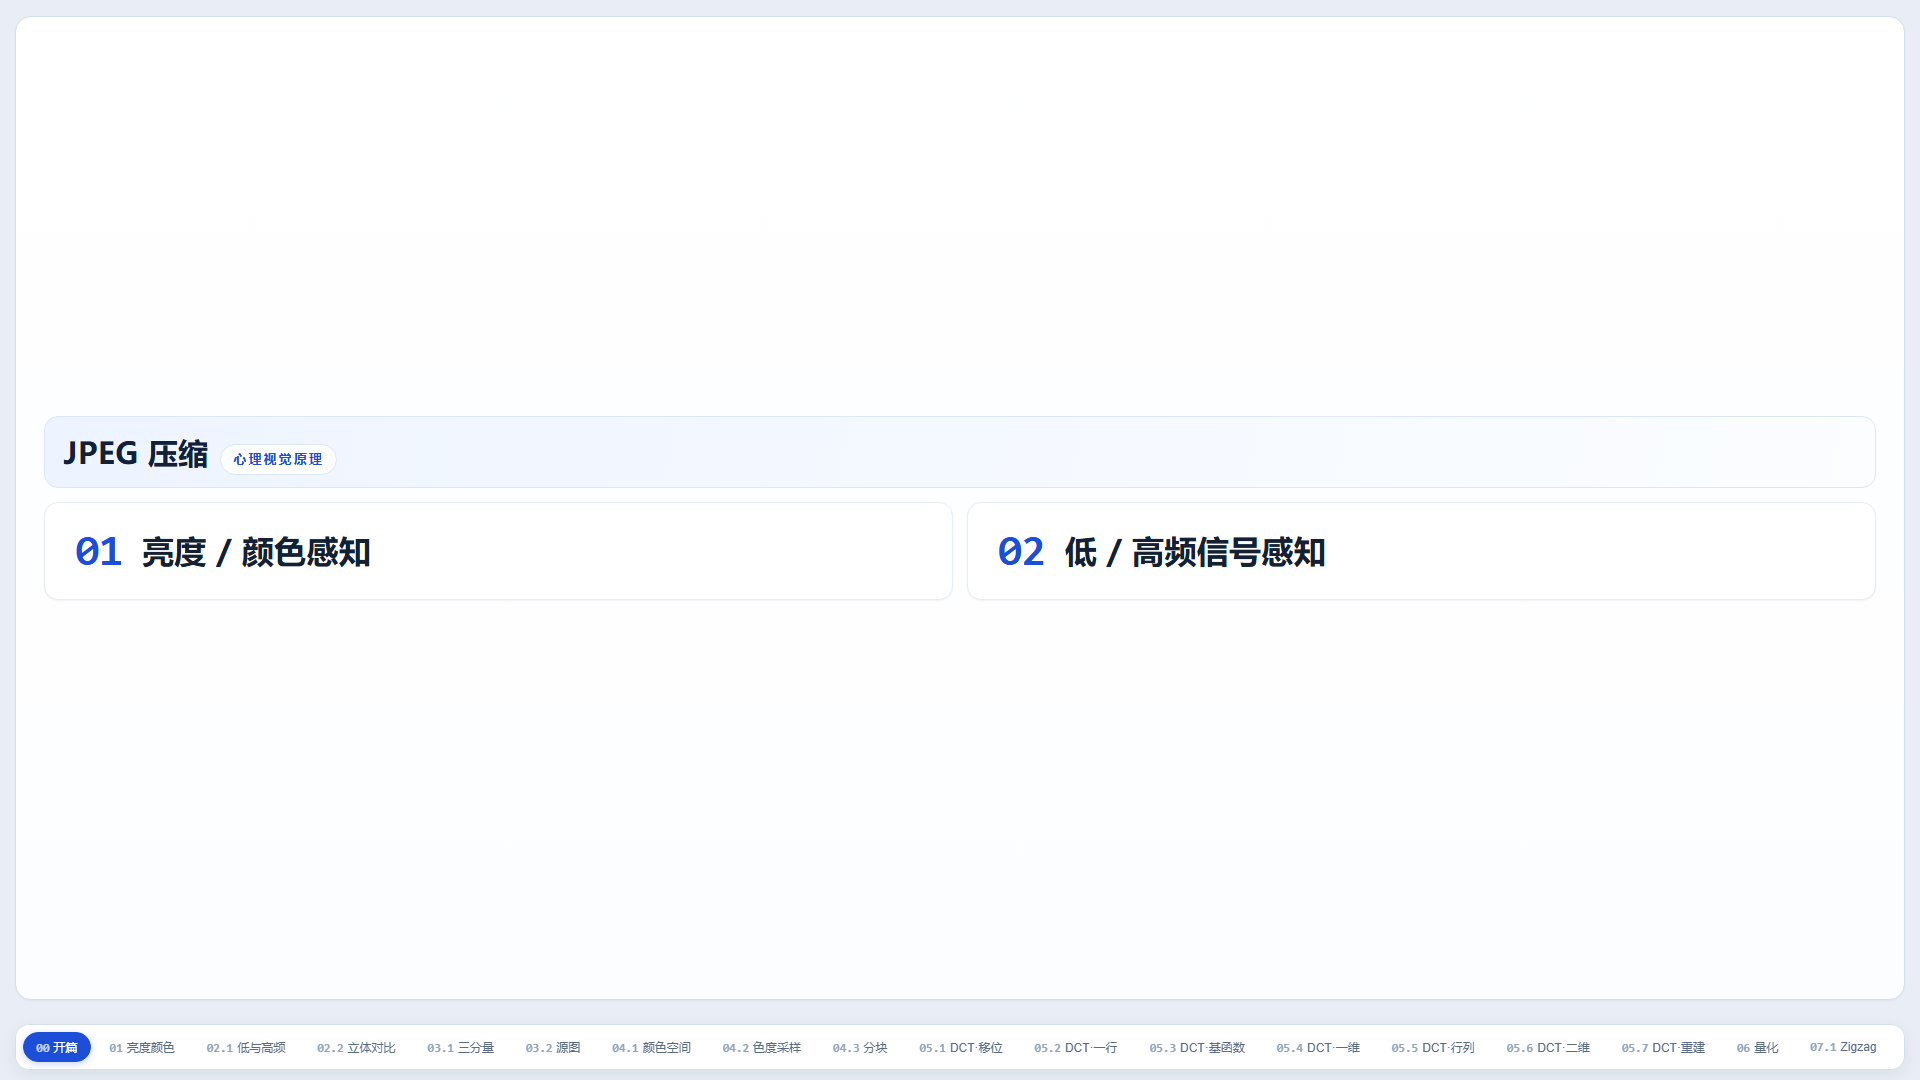 JPEG 压缩 心理视觉原理
01 亮度 / 颜色感知
02 低 / 高频信号感知
00 开篇 01 亮度颜色 02.1 低与高频 02.2 立体对比 03.1 三分量 03.2 源图 04.1 颜色空间 04.2 色度采样 04.3 分块 05.1 DCT·移位 05.2 DCT·一行 05.3 DCT·基函数 05.4 DCT·一维 05.5 DCT·行列 05.6 DCT·二维 05.7 DCT·重建 06 量化 07.1 Zigzag